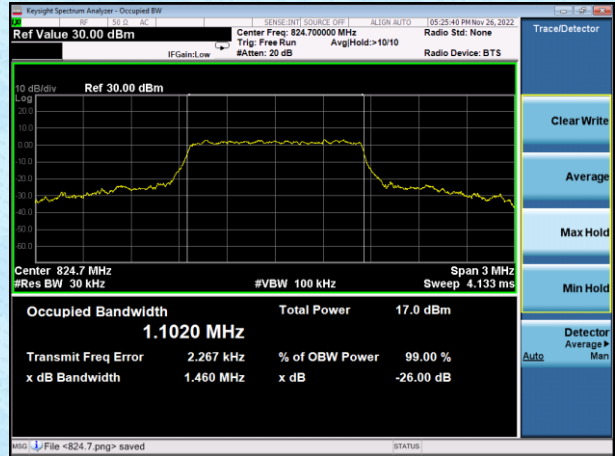 Keysight Spectrum Analyzer - Occupied BW
RF 50 Ω AC SENSE:INT SOURCE OFF ALIGN AUTO 05:25:40 PM Nov 26, 2022
Ref Value 30.00 dBm
Center Freq: 824.700000 MHz
Radio Std: None
Trig: Free Run Avg|Hold:>10/10
IFGain:Low #Atten: 20 dB Radio Device: BTS
Trace/Detector
10 dB/div Ref 30.00 dBm
Log
20.0
10.0
0.00
-10.0
-20.0
-30.0
-40.0
-50.0
-60.0
Center 824.7 MHz Span 3 MHz
#Res BW 30 kHz #VBW 100 kHz Sweep 4.133 ms
Occupied Bandwidth Total Power 17.0 dBm
1.1020 MHz
Transmit Freq Error 2.267 kHz % of OBW Power 99.00 %
x dB Bandwidth 1.460 MHz x dB -26.00 dB
Clear Write
Average
Max Hold
Min Hold
Detector
Average▶
Auto Man
MSG File <824.7.png> saved STATUS